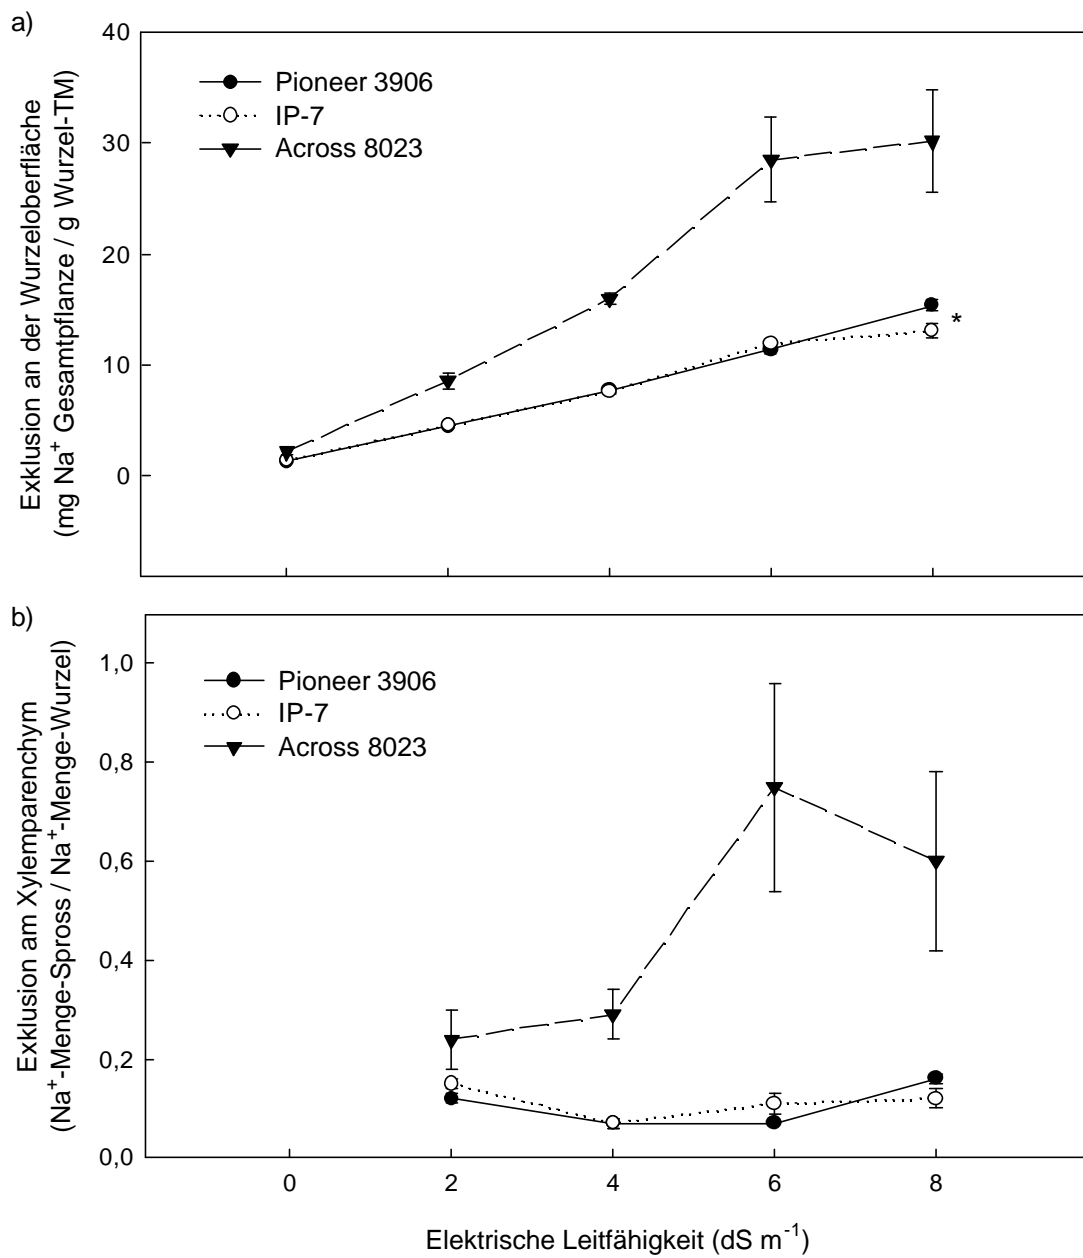 a)
Exklusion an der Wurzeloberfläche
(mg Na⁺ Gesamtpflanze / g Wurzel-TM)
40
30
20
10
0
Pioneer 3906
IP-7
Across 8023
*
b)
Exklusion am Xylemparenchym
(Na⁺-Menge-Spross / Na⁺-Menge-Wurzel)
1,0
0,8
0,6
0,4
0,2
0,0
Pioneer 3906
IP-7
Across 8023
0 2 4 6 8
Elektrische Leitfähigkeit (dS m⁻¹)